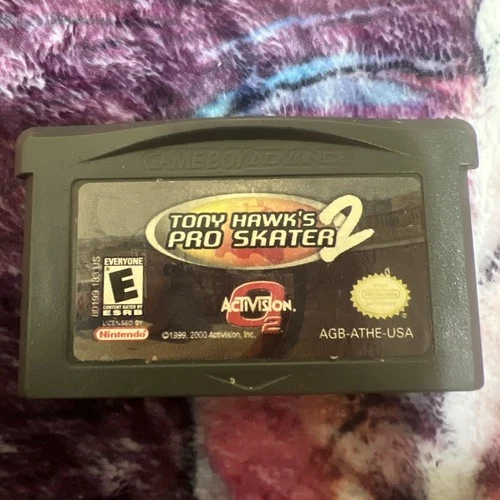 GAME BOY ADVANCE
TONY HAWK'S
PRO SKATER 2
EVERYONE
E
CONTENT RATED BY
ESRB
LICENSED BY
Nintendo
ACTIVISION.
O2
©1999, 2000 Activision, Inc.
AGB-ATHE-USA